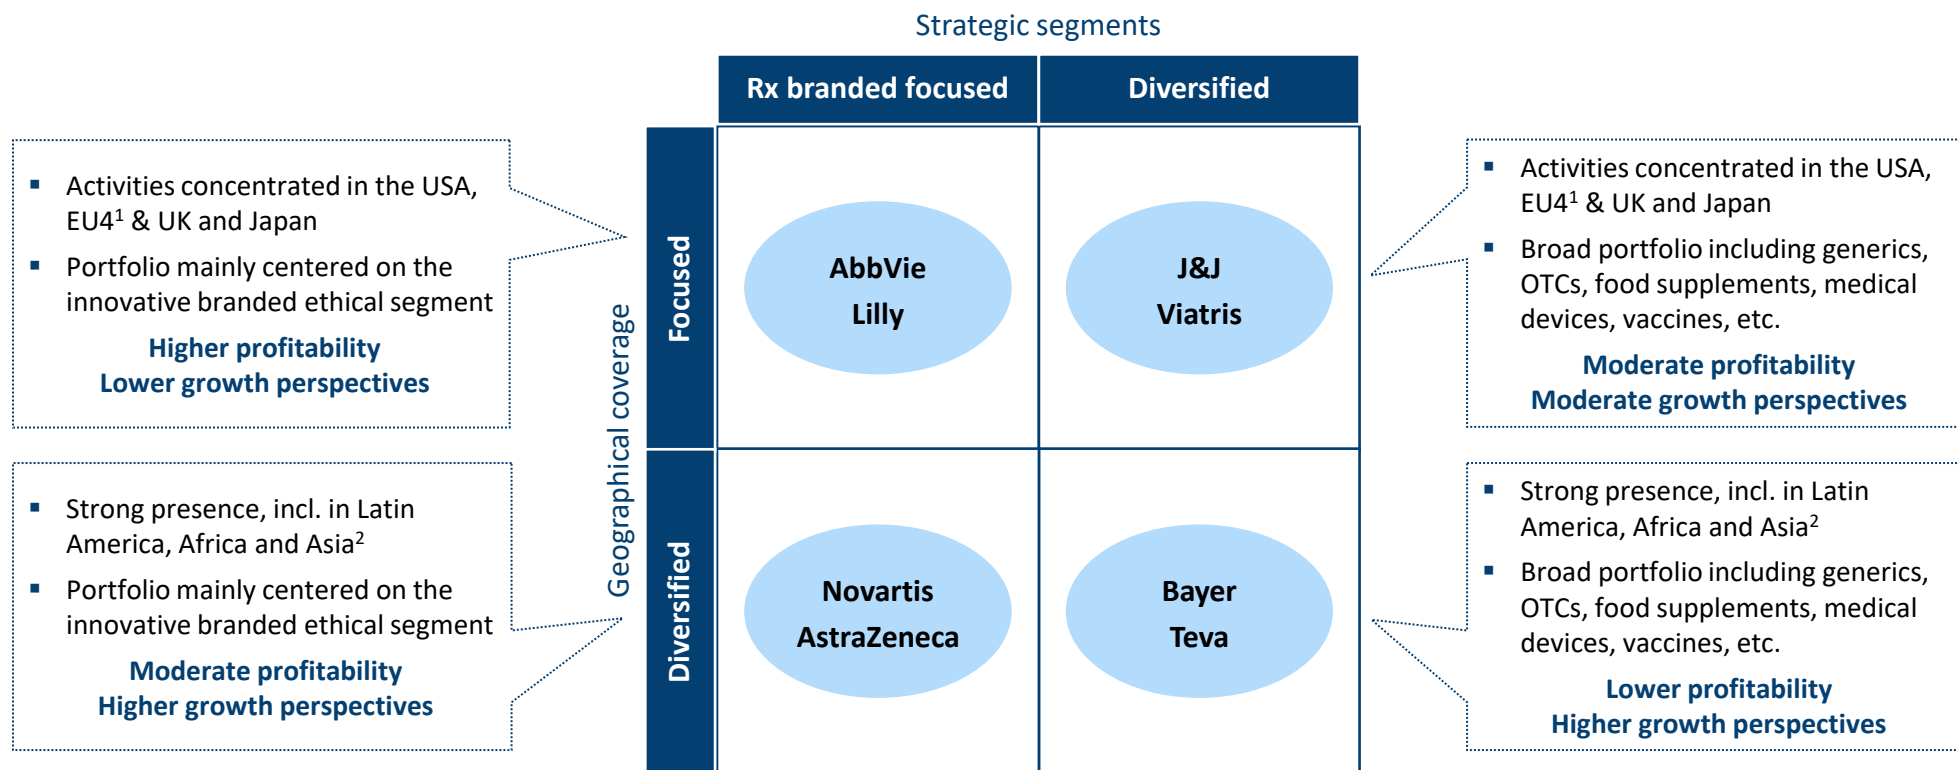 Strategic segments
Rx branded focused
Diversified
Geographical coverage
Focused
Diversified
▪ Activities concentrated in the USA,
EU4¹ & UK and Japan
▪ Portfolio mainly centered on the
innovative branded ethical segment
Higher profitability
Lower growth perspectives
AbbVie
Lilly
J&J
Viatris
▪ Activities concentrated in the USA,
EU4¹ & UK and Japan
▪ Broad portfolio including generics,
OTCs, food supplements, medical
devices, vaccines, etc.
Moderate profitability
Moderate growth perspectives
▪ Strong presence, incl. in Latin
America, Africa and Asia²
▪ Portfolio mainly centered on the
innovative branded ethical segment
Moderate profitability
Higher growth perspectives
Novartis
AstraZeneca
Bayer
Teva
▪ Strong presence, incl. in Latin
America, Africa and Asia²
▪ Broad portfolio including generics,
OTCs, food supplements, medical
devices, vaccines, etc.
Lower profitability
Higher growth perspectives